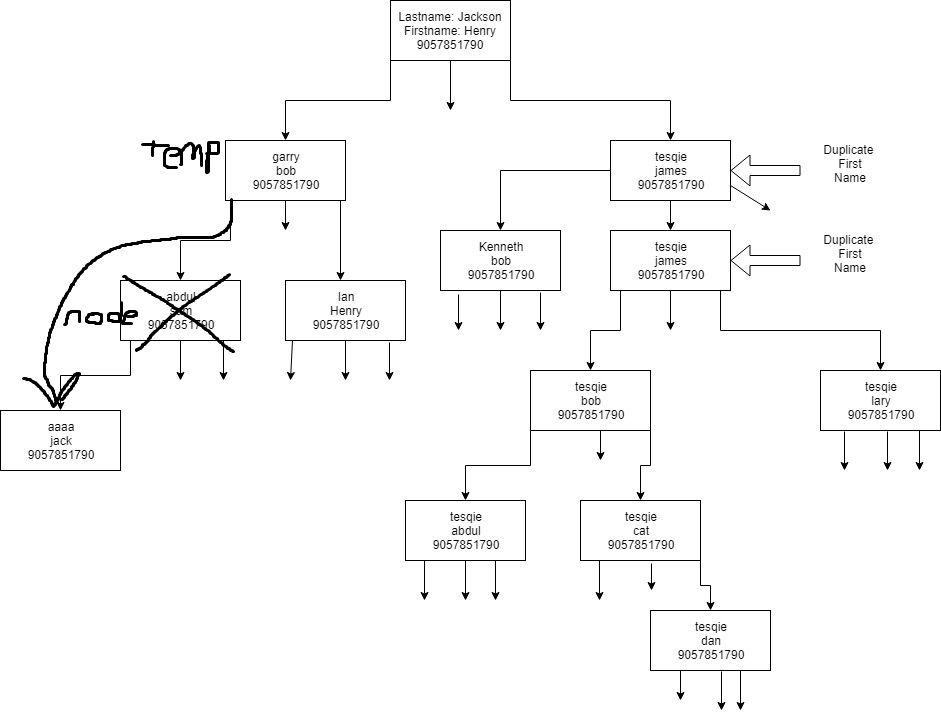 Lastname: Jackson
Firstname: Henry
9057851790
Temp
garry
bob
9057851790
tesqie
james
9057851790
Duplicate
First
Name
Kenneth
bob
9057851790
tesqie
james
9057851790
Duplicate
First
Name
node
abdul
sam
9057851790
Ian
Henry
9057851790
tesqie
bob
9057851790
tesqie
lary
9057851790
aaaa
jack
9057851790
tesqie
abdul
9057851790
tesqie
cat
9057851790
tesqie
dan
9057851790